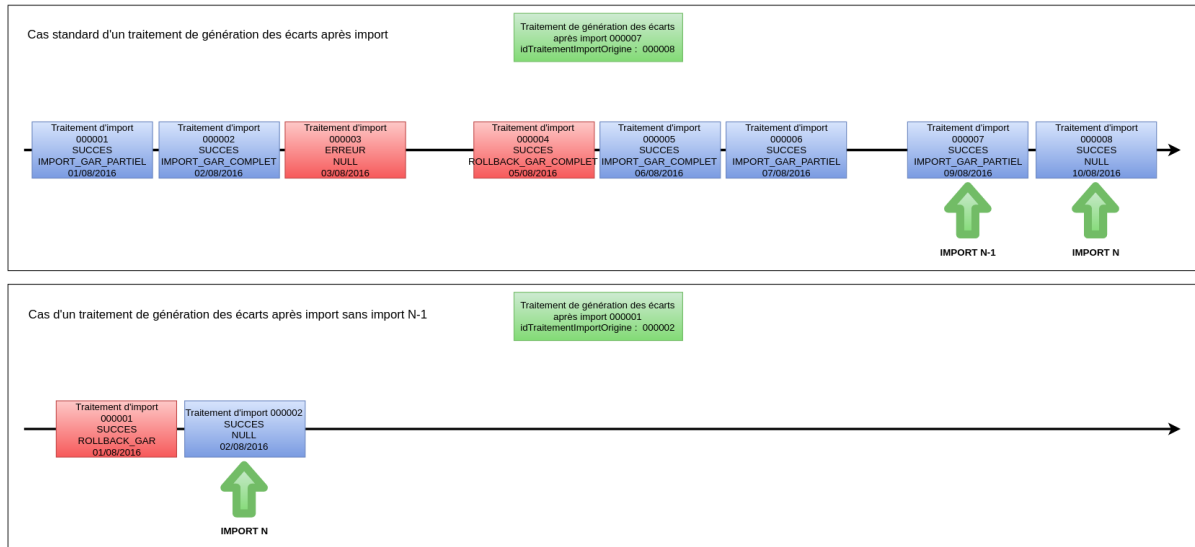 Cas standard d'un traitement de génération des écarts après import
Traitement de génération des écarts
après import 000007
idTraitementImportOrigine : 000008
Traitement d'import
000001
SUCCES
IMPORT_GAR_PARTIEL
01/08/2016
Traitement d'import
000002
SUCCES
IMPORT_GAR_COMPLET
02/08/2016
Traitement d'import
000003
ERREUR
NULL
03/08/2016
Traitement d'import
000004
SUCCES
ROLLBACK_GAR_COMPLET
05/08/2016
Traitement d'import
000005
SUCCES
IMPORT_GAR_COMPLET
06/08/2016
Traitement d'import
000006
SUCCES
IMPORT_GAR_PARTIEL
07/08/2016
Traitement d'import
000007
SUCCES
IMPORT_GAR_PARTIEL
09/08/2016
Traitement d'import
000008
SUCCES
NULL
10/08/2016
IMPORT N-1
IMPORT N
Cas d'un traitement de génération des écarts après import sans import N-1
Traitement de génération des écarts
après import 000001
idTraitementImportOrigine : 000002
Traitement d'import
000001
SUCCES
ROLLBACK_GAR
01/08/2016
Traitement d'import 000002
SUCCES
NULL
02/08/2016
IMPORT N